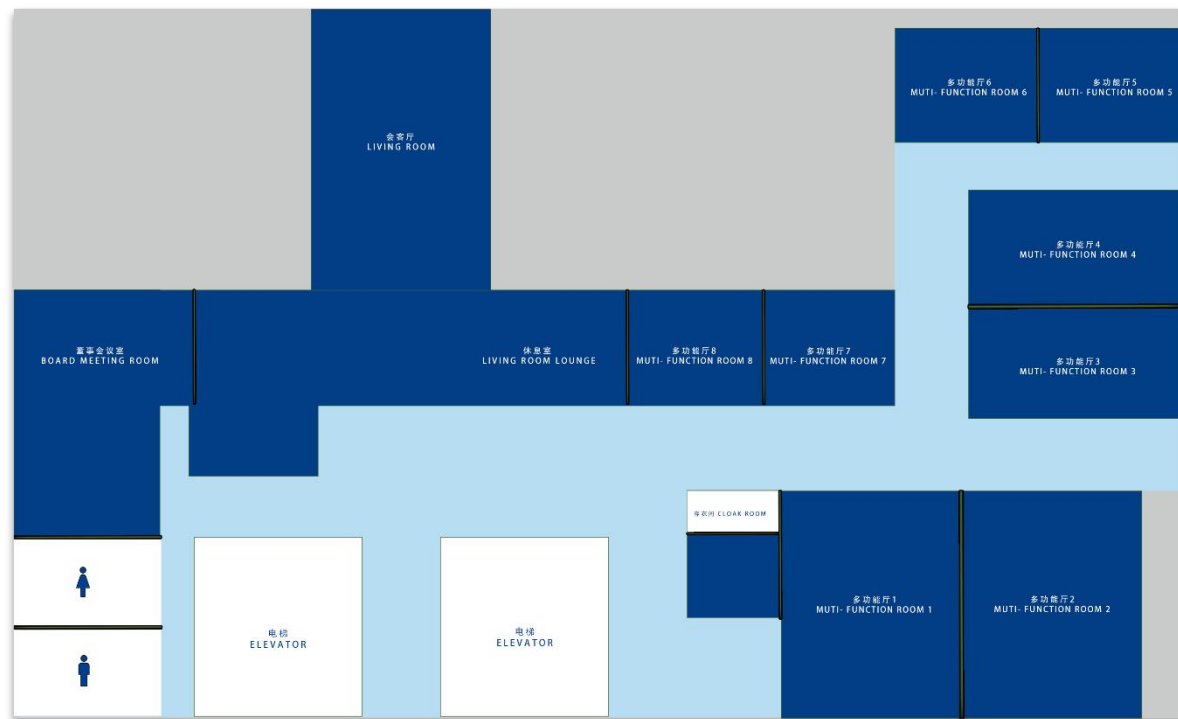 多功能厅6
MUTI- FUNCTION ROOM 6
多功能厅5
MUTI- FUNCTION ROOM 5
会客厅
LIVING ROOM
多功能厅4
MUTI- FUNCTION ROOM 4
董事会议室
BOARD MEETING ROOM
休息室
LIVING ROOM LOUNGE
多功能厅8
MUTI- FUNCTION ROOM 8
多功能厅7
MUTI- FUNCTION ROOM 7
多功能厅3
MUTI- FUNCTION ROOM 3
存衣间 CLOAK ROOM
多功能厅1
MUTI- FUNCTION ROOM 1
多功能厅2
MUTI- FUNCTION ROOM 2
电梯
ELEVATOR
电梯
ELEVATOR